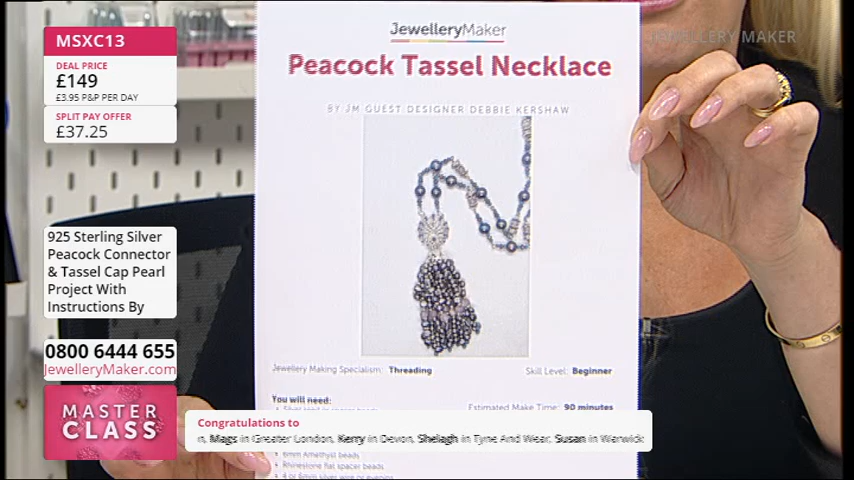 MSXC13
DEAL PRICE
£149
£3.95 P&P PER DAY
SPLIT PAY OFFER
£37.25
925 Sterling Silver
Peacock Connector
& Tassel Cap Pearl
Project With
Instructions By
0800 6444 655
JewelleryMaker.com
MASTER
CLASS
JewelleryMaker
Peacock Tassel Necklace
BY JM GUEST DESIGNER DEBBIE KERSHAW
Jewellery Making Specialism: Threading
Skill Level: Beginner
You will need:
Estimated Make Time: 90 minutes
Congratulations to
n, Mags in Greater London, Kerry in Devon, Shelagh in Tyne And Wear, Susan in Warwick
• 6mm Amethyst beads
• Rhinestone flat spacer beads
JEWELLERY MAKER